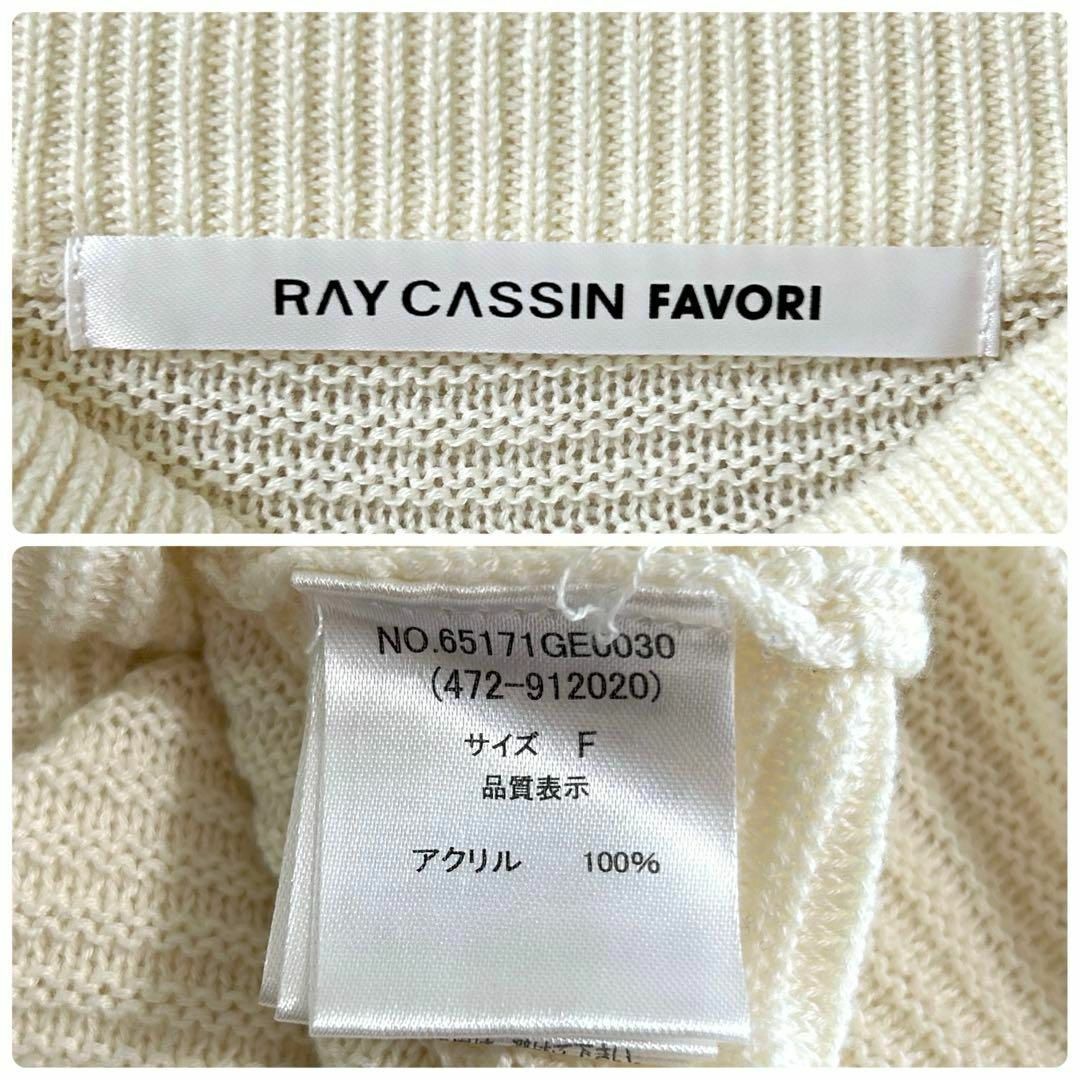 RAY CASSIN FAVORI
NO.65171GE0030
(472-912020)
サイズ F
品質表示
アクリル 100%